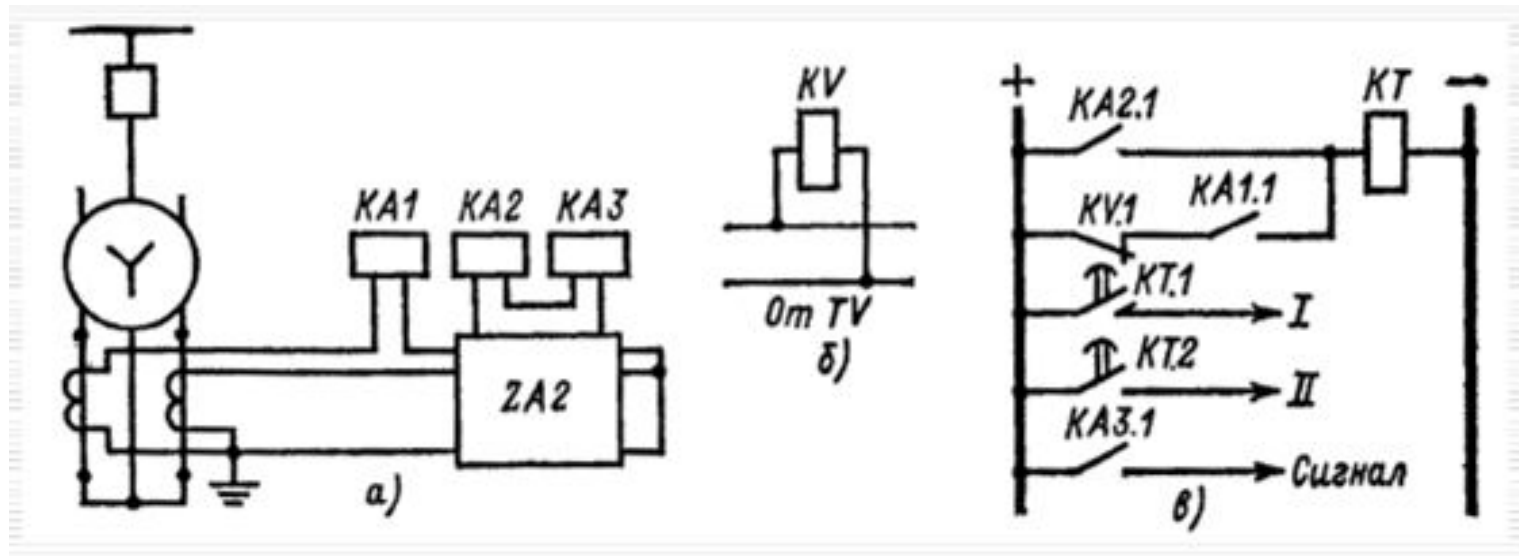 KA1 KA2 KA3
ZA2
а)
KV
От TV
б)
+ −
KA2.1 KT
KV.1 KA1.1
KT.1 I
KT.2 II
KA3.1 Сигнал
в)